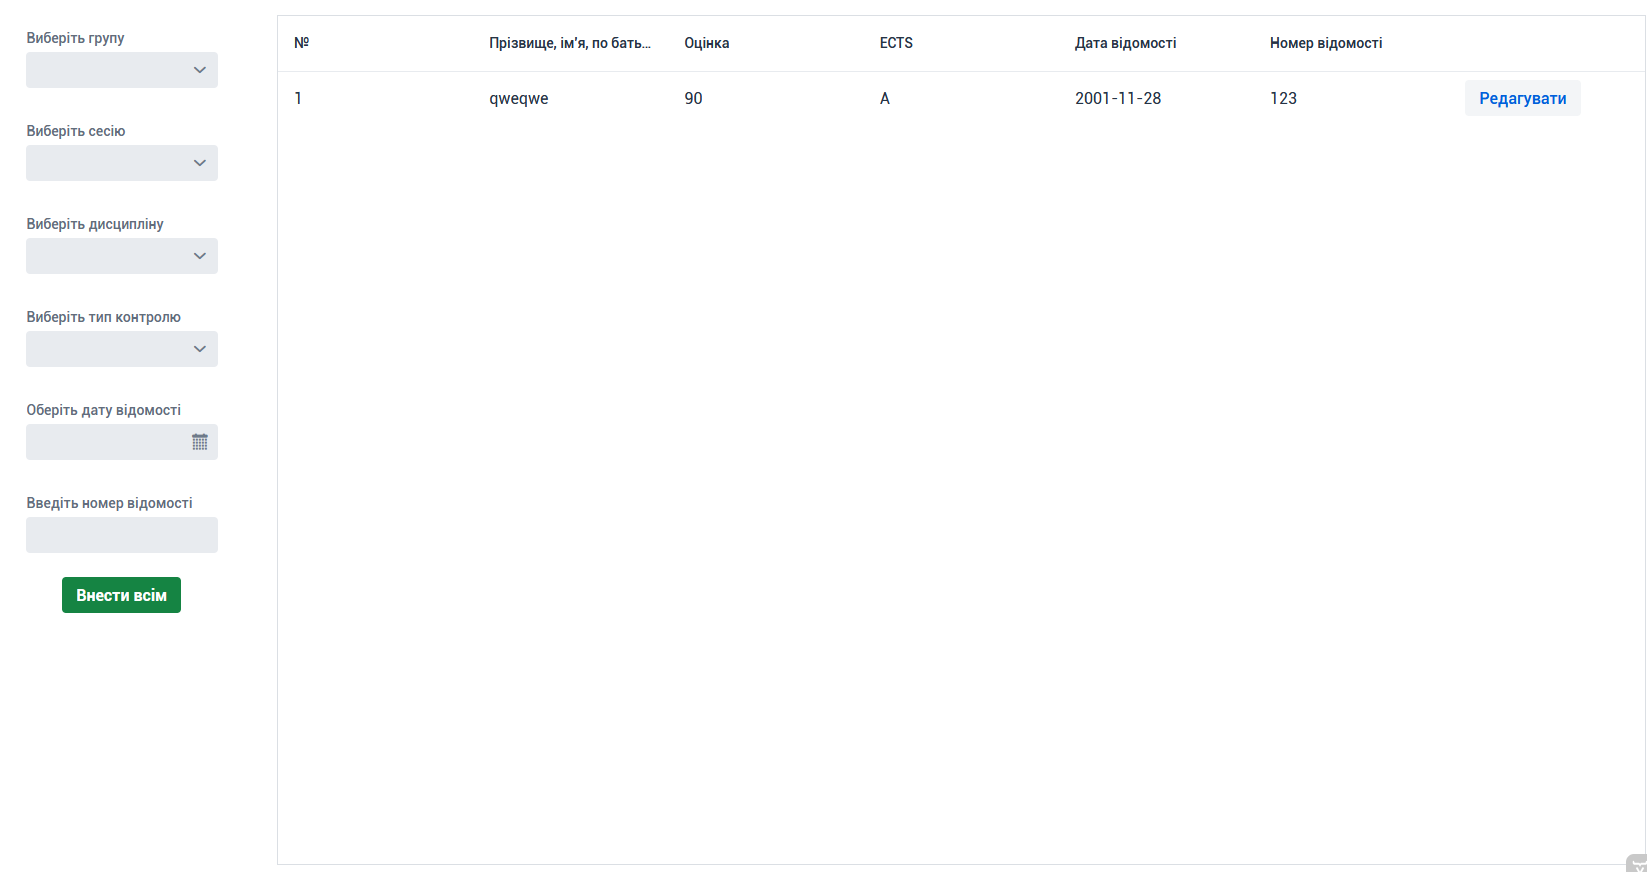 Виберіть групу
Виберіть сесію
Виберіть дисципліну
Виберіть тип контролю
Оберіть дату відомості
Введіть номер відомості
Внести всім
№ Прізвище, ім'я, по бать... Оцінка ECTS Дата відомості Номер відомості
1 qweqwe 90 A 2001-11-28 123 Редагувати